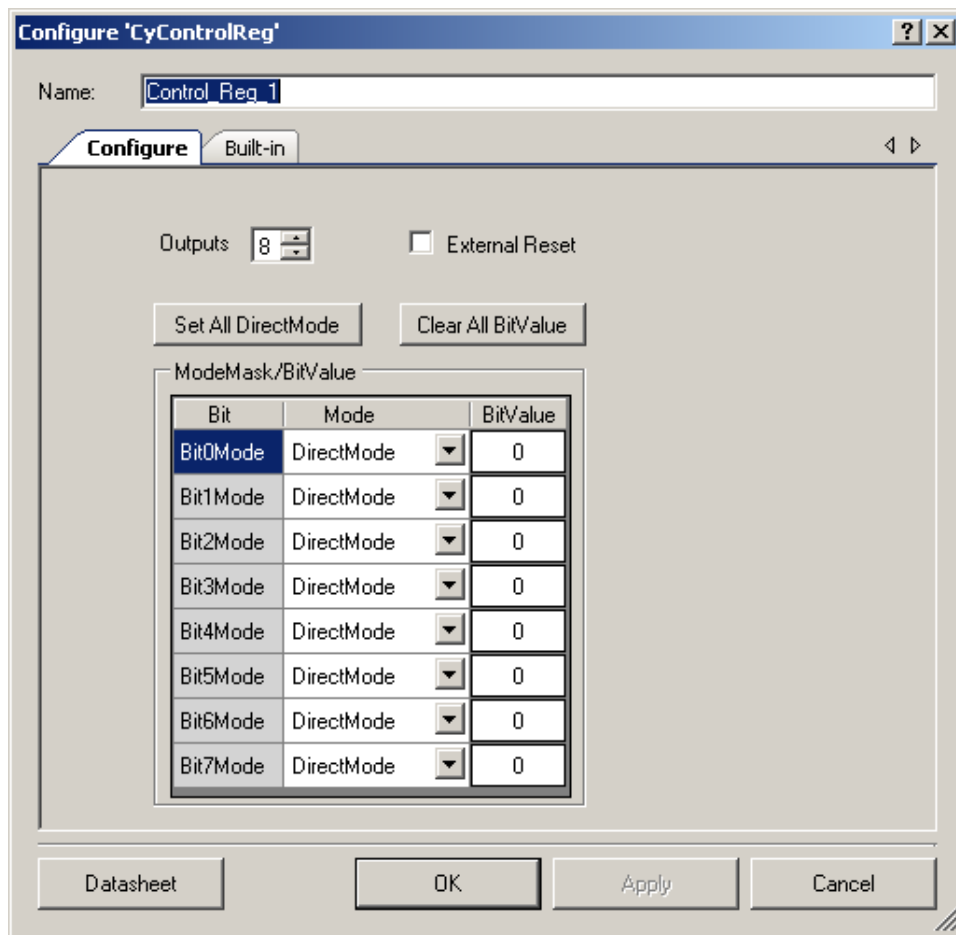 Configure 'CyControlReg'
Name: Control_Reg_1
Configure Built-in
Outputs 8 External Reset
Set All DirectMode Clear All BitValue
ModeMask/BitValue
Bit Mode BitValue
Bit0Mode DirectMode 0
Bit1Mode DirectMode 0
Bit2Mode DirectMode 0
Bit3Mode DirectMode 0
Bit4Mode DirectMode 0
Bit5Mode DirectMode 0
Bit6Mode DirectMode 0
Bit7Mode DirectMode 0
Datasheet OK Apply Cancel